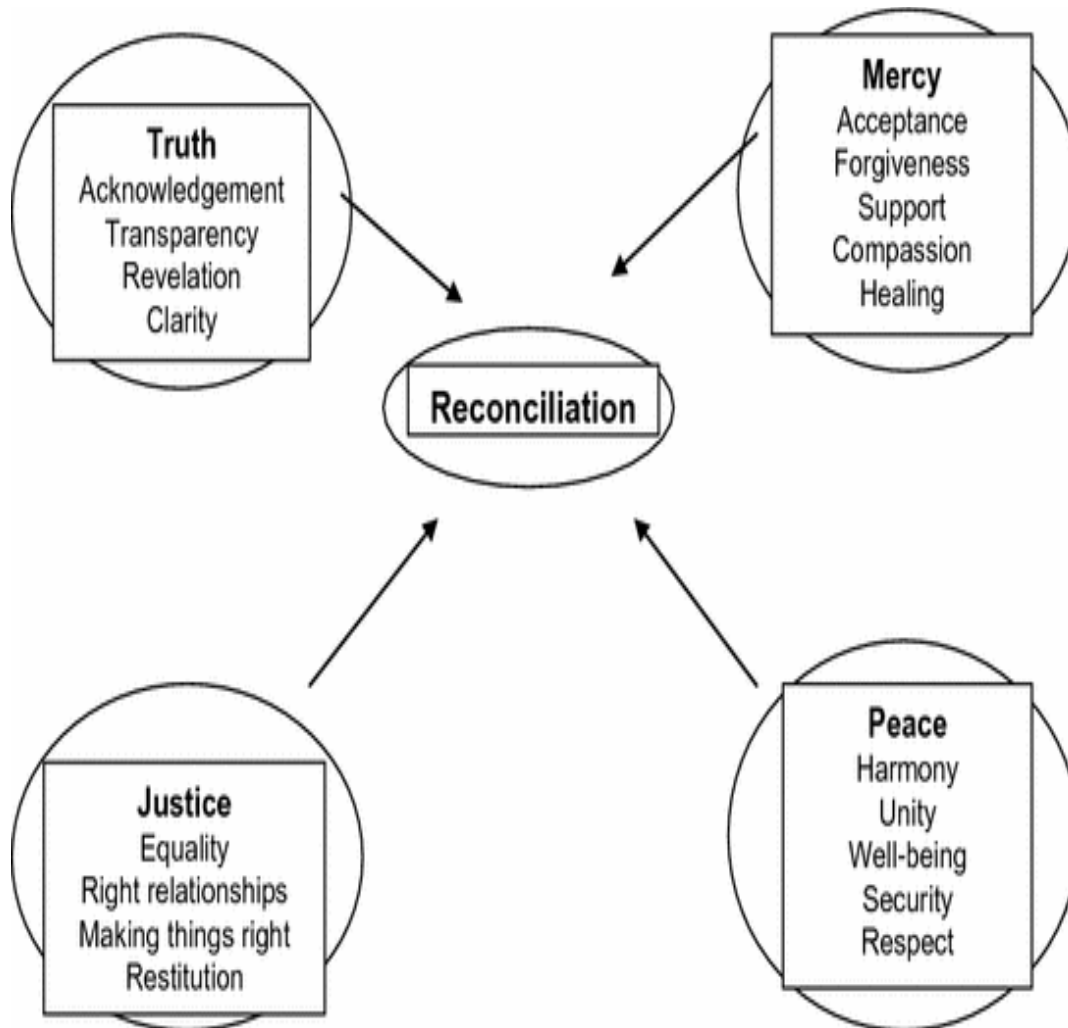 Truth
Acknowledgement
Transparency
Revelation
Clarity
Mercy
Acceptance
Forgiveness
Support
Compassion
Healing
Reconciliation
Justice
Equality
Right relationships
Making things right
Restitution
Peace
Harmony
Unity
Well-being
Security
Respect